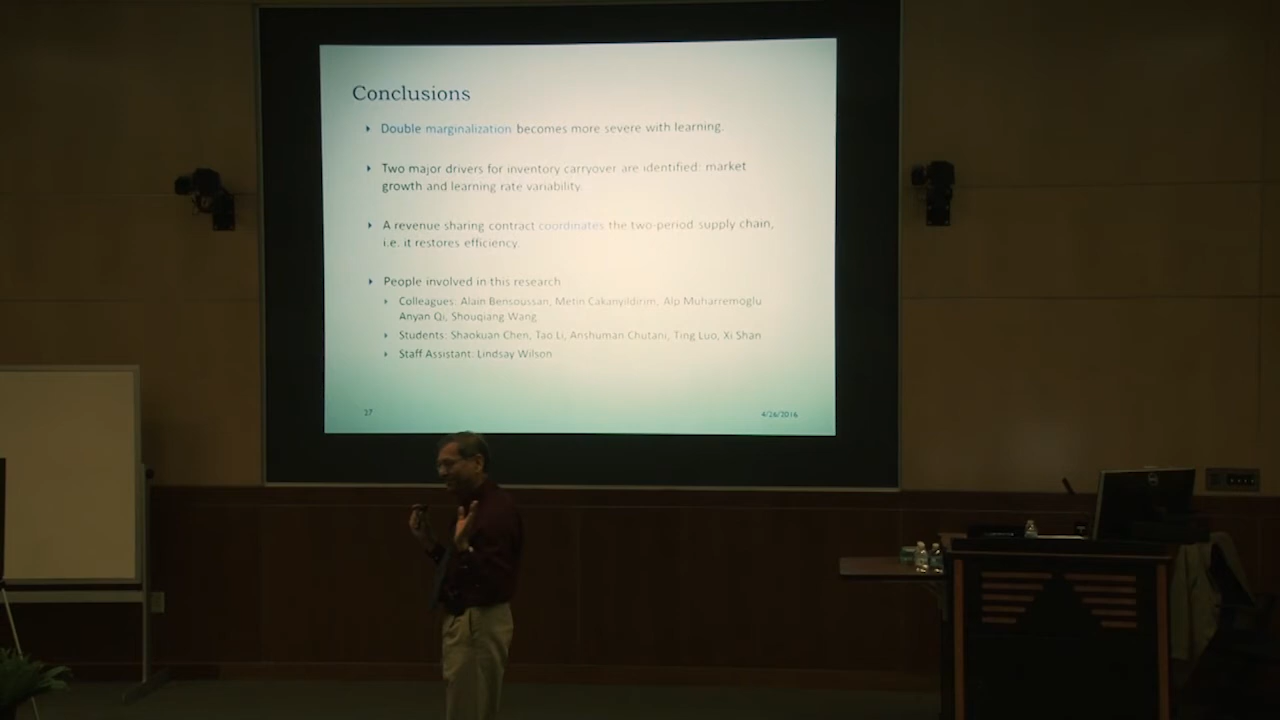 Conclusions
Double marginalization becomes more severe with learning.
Two major drivers for inventory carryover are identified: market
growth and learning rate variability.
A revenue sharing contract coordinates the two-period supply chain,
i.e. it restores efficiency.
People involved in this research
Colleagues: Alain Bensoussan, Metin Cakanyildirim, Alp Muharremoglu
Anyan Qi, Shouqiang Wang
Students: Shaokuan Chen, Tao Li, Anshuman Chutani, Ting Luo, Xi Shan
Staff Assistant: Lindsay Wilson
27
4/26/2016